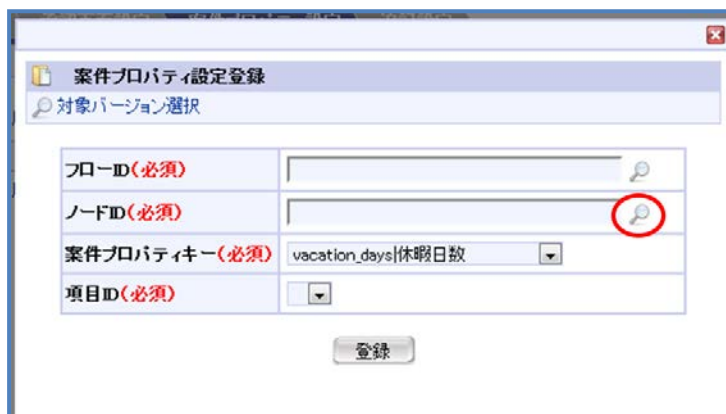 案件プロパティ設定登録
対象バージョン選択
フローID(必須)
ノードID(必須)
案件プロパティキー(必須) vacation_days|休暇日数
項目ID(必須)
登録